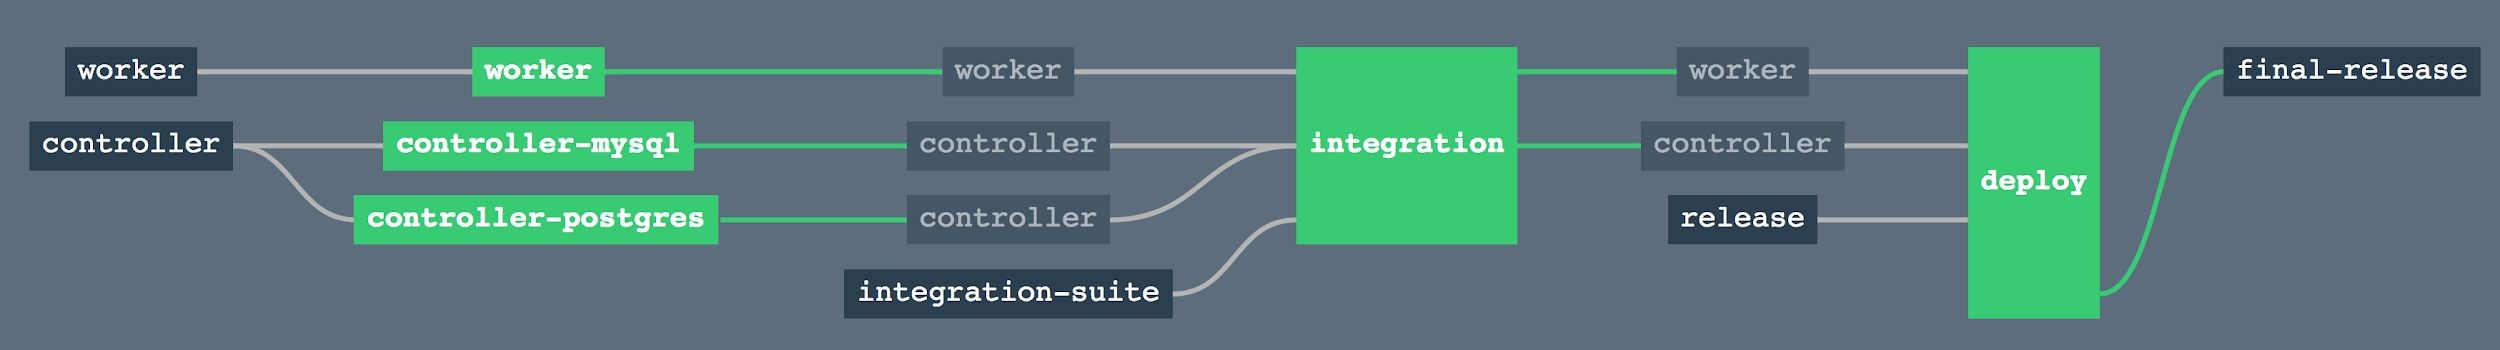 worker
worker
worker
worker
final-release
controller
controller-mysql
controller
integration
controller
deploy
controller-postgres
controller
release
integration-suite